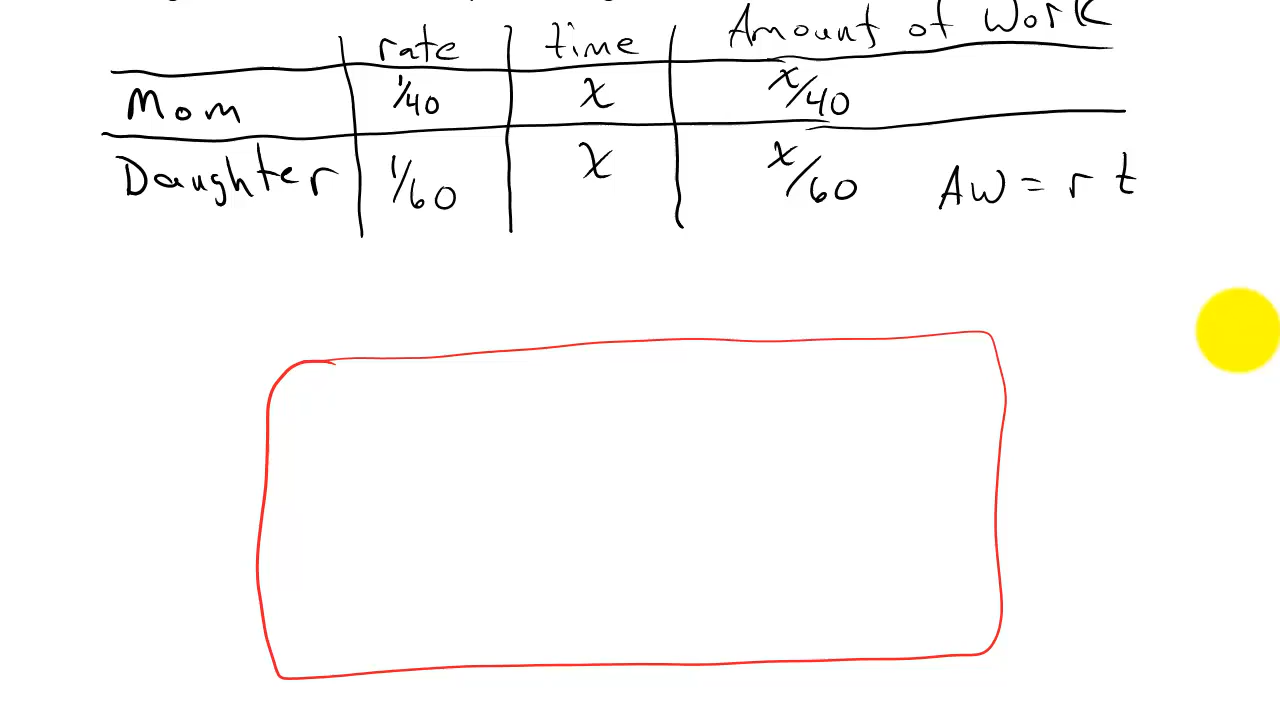 rate time Amount of Work
Mom 1/40 x x/40
Daughter 1/60 x x/60 AW = r t